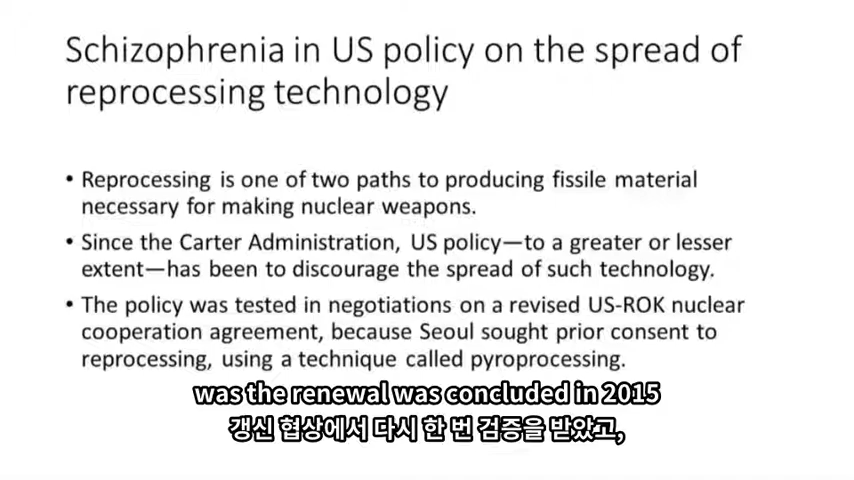 Schizophrenia in US policy on the spread of
reprocessing technology
• Reprocessing is one of two paths to producing fissile material
necessary for making nuclear weapons.
• Since the Carter Administration, US policy—to a greater or lesser
extent—has been to discourage the spread of such technology.
• The policy was tested in negotiations on a revised US-ROK nuclear
cooperation agreement, because Seoul sought prior consent to
reprocessing, using a technique called pyroprocessing.
was the renewal was concluded in 2015
갱신 협상에서 다시 한 번 검증을 받았고,